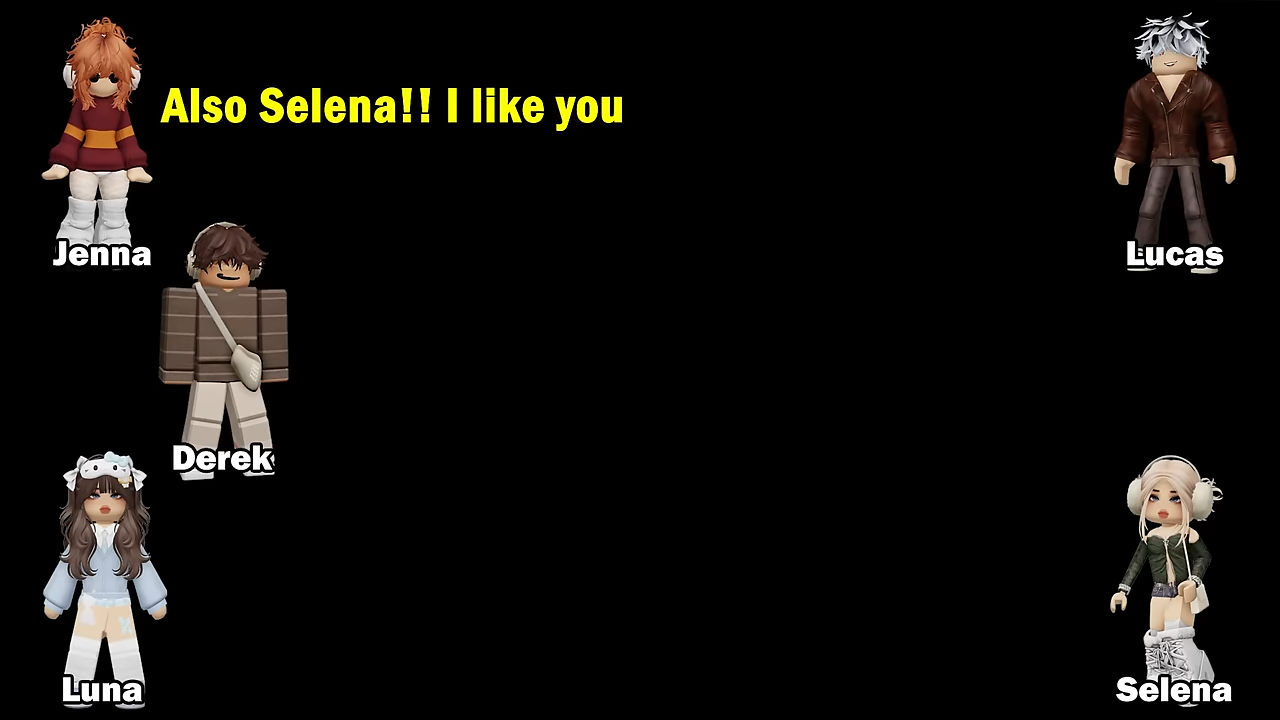 Also Selena!! I like you
Jenna
Lucas
Derek
Luna
Selena